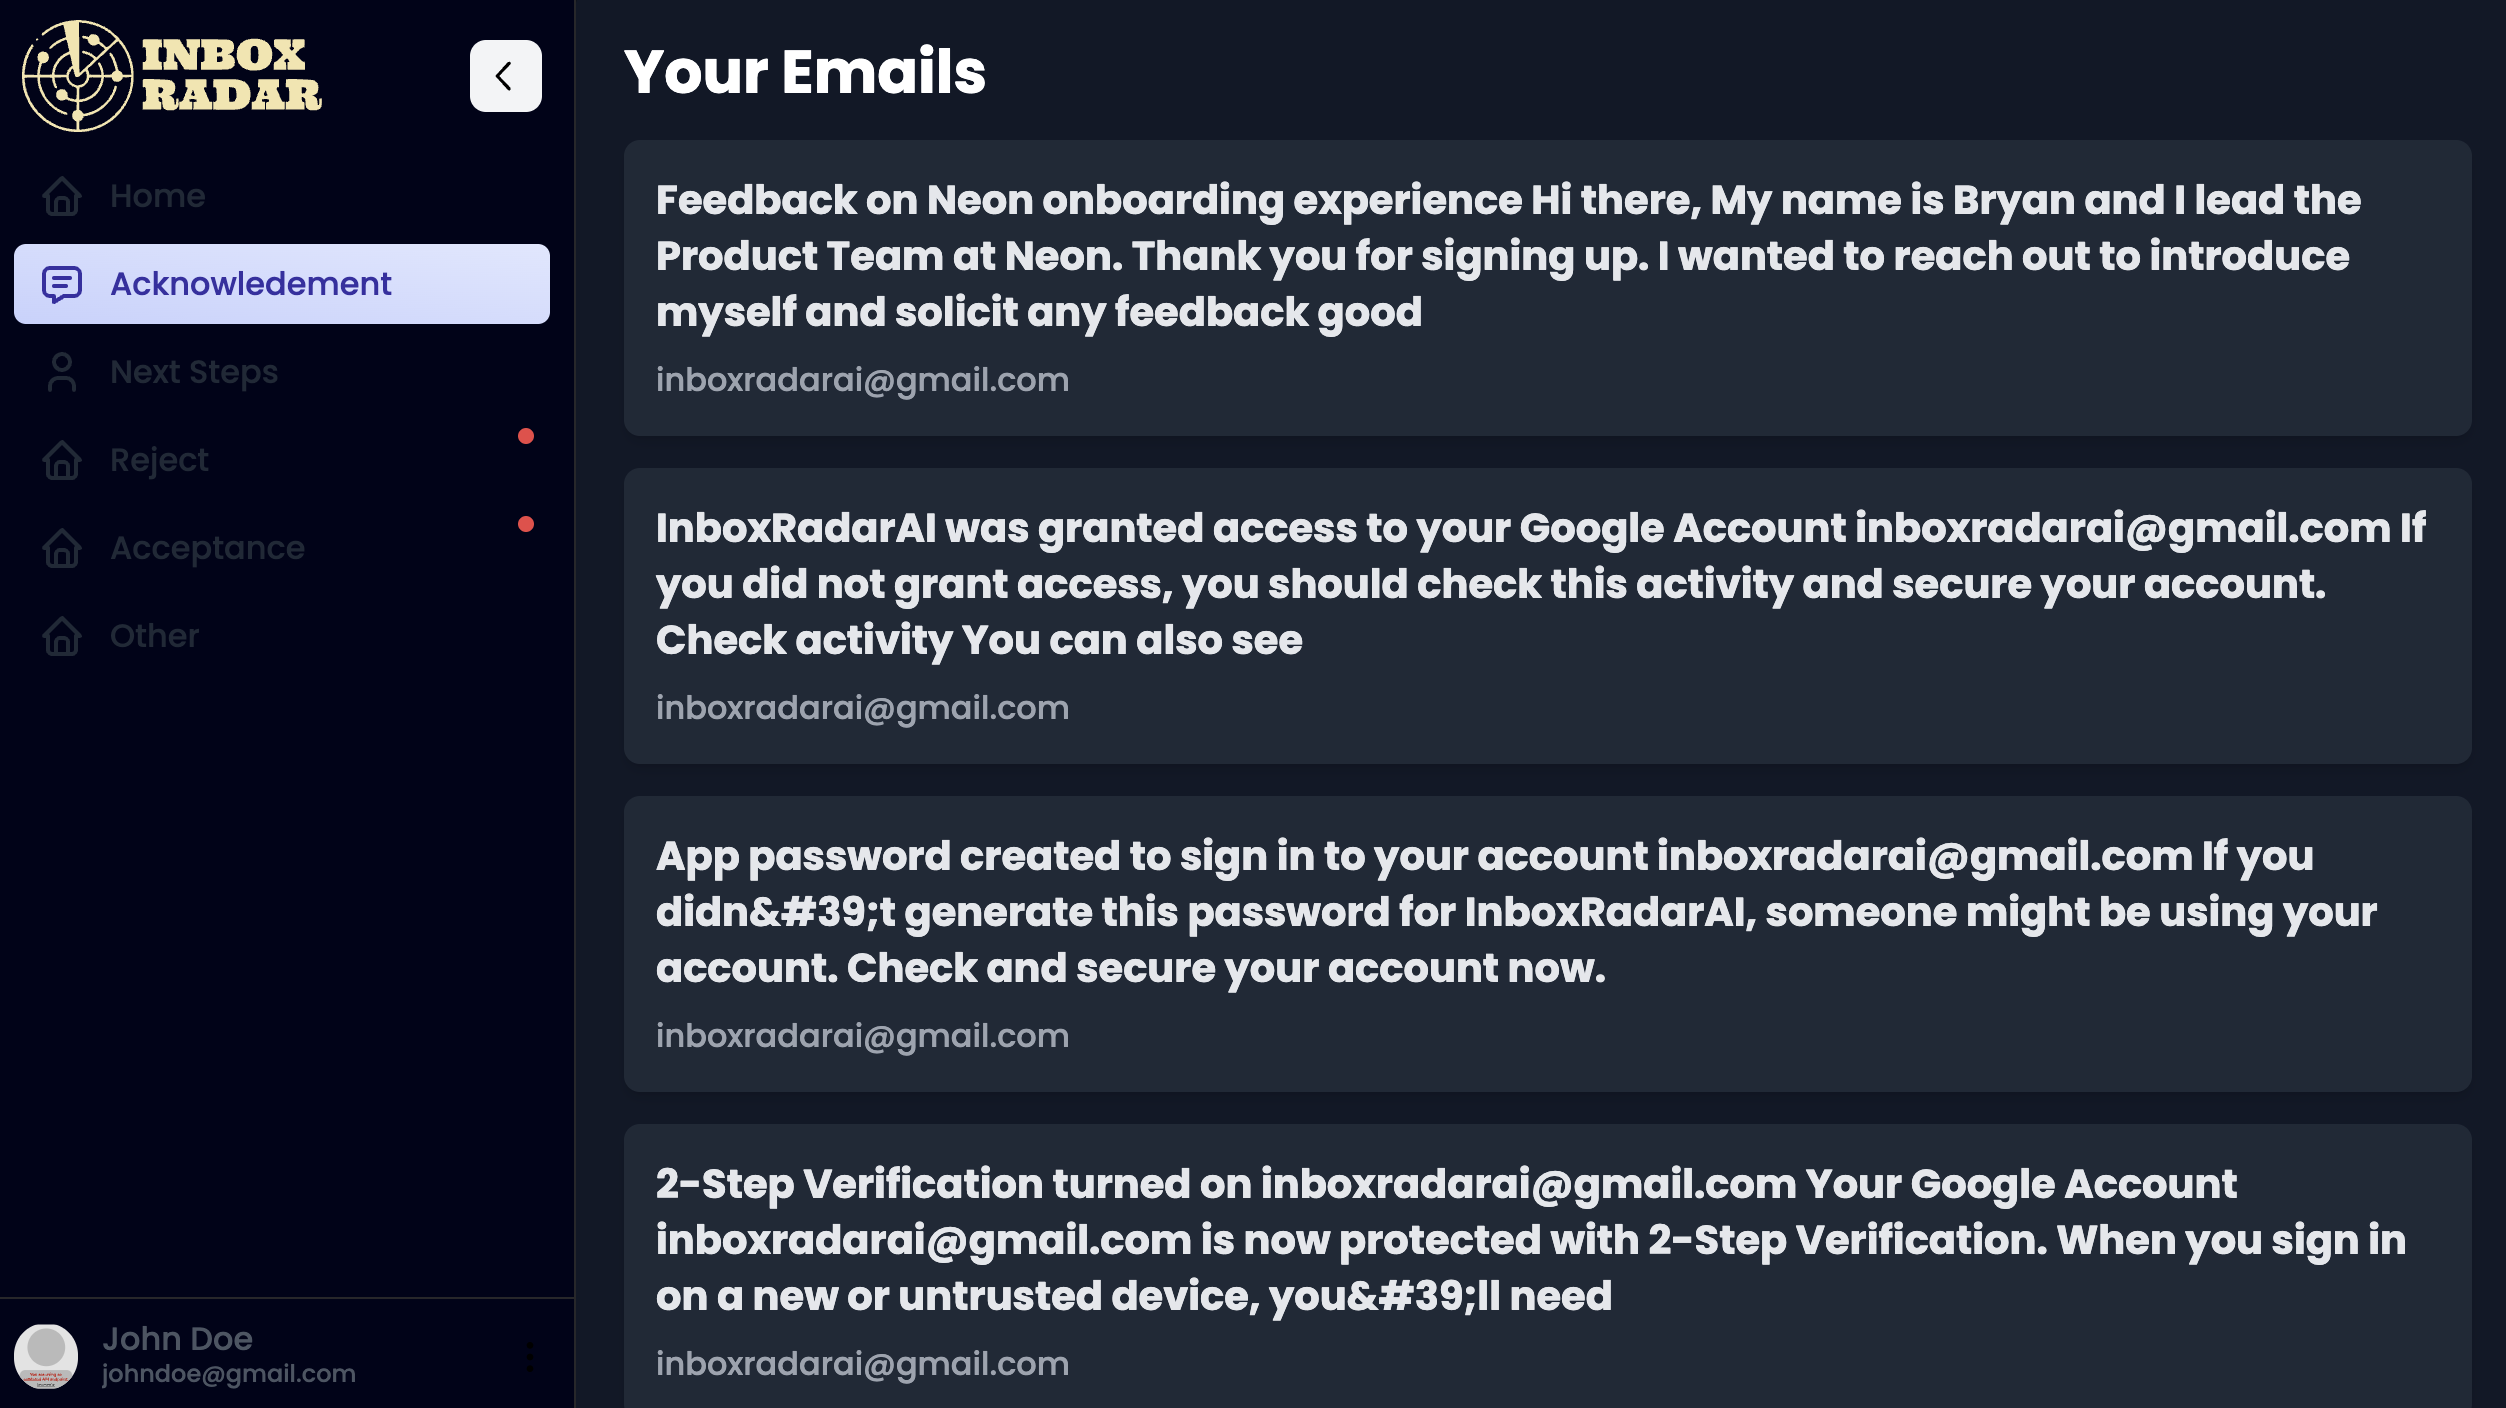 INBOX
RADAR
Home
Acknowledement
Next Steps
Reject
Acceptance
Other
John Doe
johndoe@gmail.com
Your Emails
Feedback on Neon onboarding experience Hi there, My name is Bryan and I lead the
Product Team at Neon. Thank you for signing up. I wanted to reach out to introduce
myself and solicit any feedback good
inboxradarai@gmail.com
InboxRadarAI was granted access to your Google Account inboxradarai@gmail.com If
you did not grant access, you should check this activity and secure your account.
Check activity You can also see
inboxradarai@gmail.com
App password created to sign in to your account inboxradarai@gmail.com If you
didn&#39;t generate this password for InboxRadarAI, someone might be using your
account. Check and secure your account now.
inboxradarai@gmail.com
2-Step Verification turned on inboxradarai@gmail.com Your Google Account
inboxradarai@gmail.com is now protected with 2-Step Verification. When you sign in
on a new or untrusted device, you&#39;ll need
inboxradarai@gmail.com